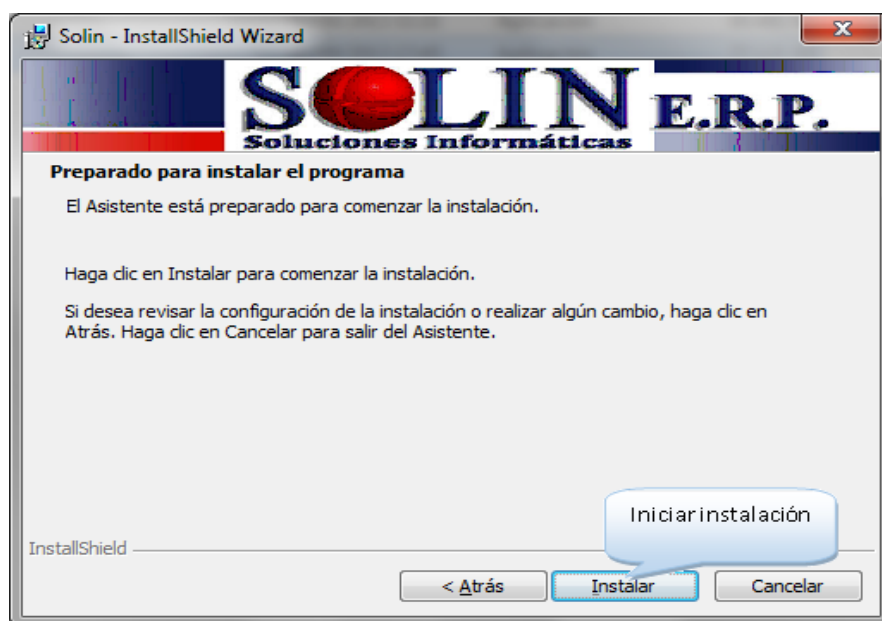 Solin - InstallShield Wizard
SOLIN E.R.P.
Soluciones Informáticas
Preparado para instalar el programa
El Asistente está preparado para comenzar la instalación.
Haga clic en Instalar para comenzar la instalación.
Si desea revisar la configuración de la instalación o realizar algún cambio, haga clic en
Atrás. Haga clic en Cancelar para salir del Asistente.
Iniciar instalación
InstallShield
< Atrás Instalar Cancelar